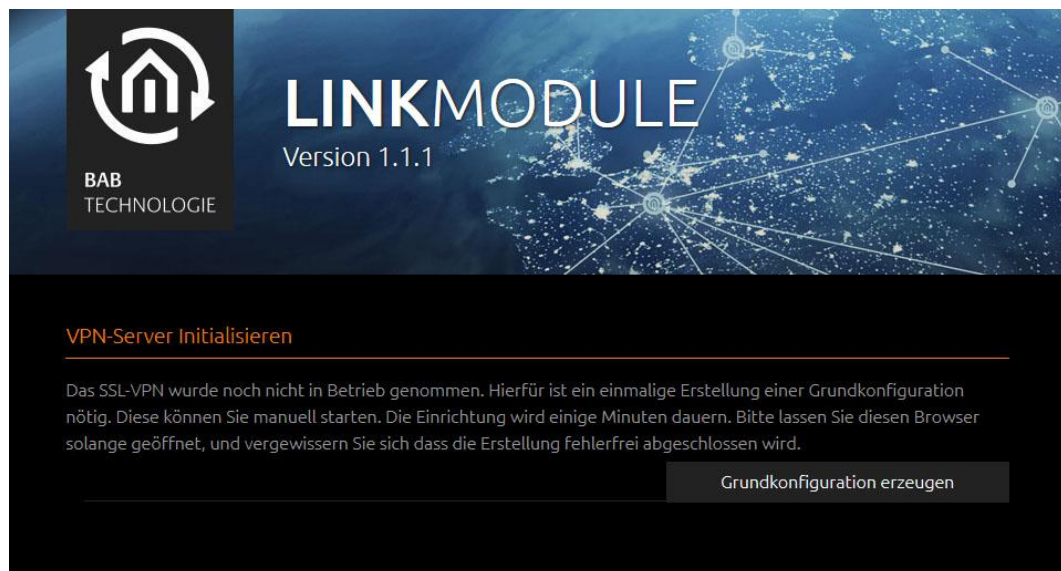 LINKMODULE
Version 1.1.1
BAB
TECHNOLOGIE
VPN-Server Initialisieren
Das SSL-VPN wurde noch nicht in Betrieb genommen. Hierfür ist ein einmalige Erstellung einer Grundkonfiguration
nötig. Diese können Sie manuell starten. Die Einrichtung wird einige Minuten dauern. Bitte lassen Sie diesen Browser
solange geöffnet, und vergewissern Sie sich dass die Erstellung fehlerfrei abgeschlossen wird.
Grundkonfiguration erzeugen